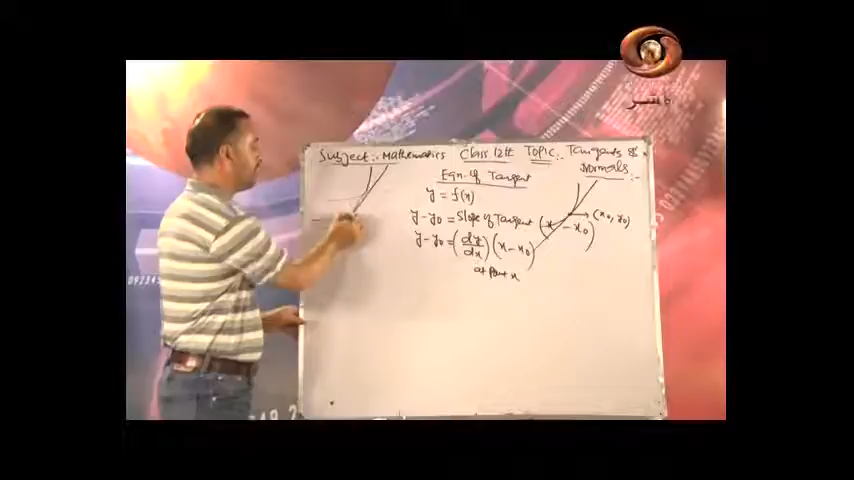 Subject:- Mathematics Class 12th Topic:- Tangents &
Normals:-
Eqn. of Tangent
y = f(x)
y-y₀ = Slope of Tangent (x - x₀)
(x₀, y₀)
y-y₀ = (dy/dx) (x-x₀)
at point x